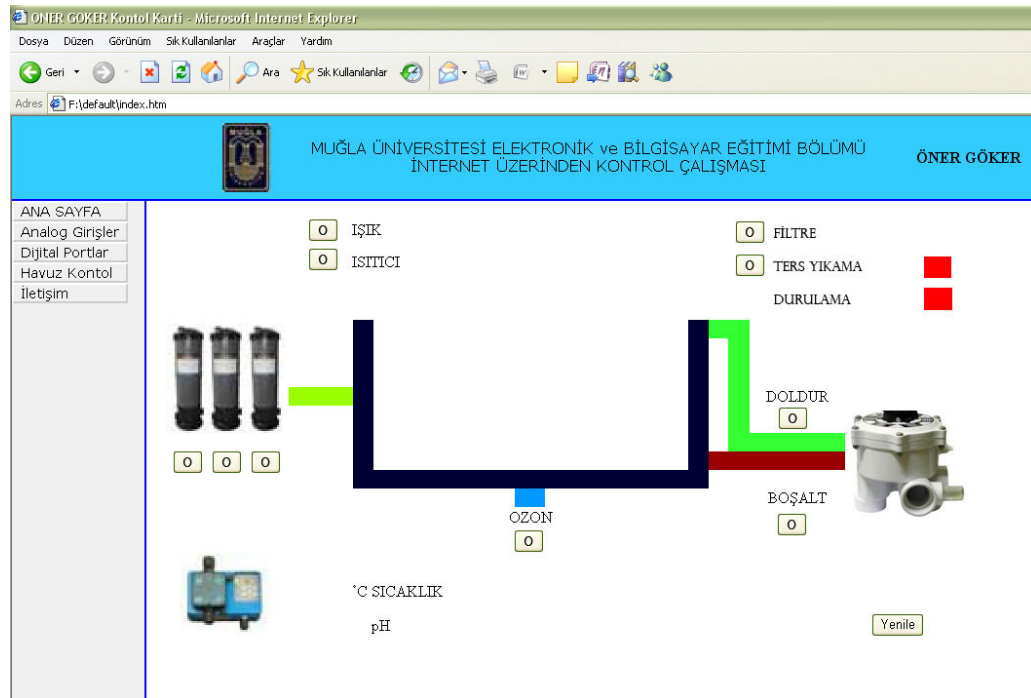 ONER GOKER Kontol Karti - Microsoft Internet Explorer
Dosya Düzen Görünüm Sık Kullanılanlar Araçlar Yardım
Geri Ara Sık Kullanılanlar
Adres F:\default\index.htm
MUĞLA
MUĞLA ÜNİVERSİTESİ ELEKTRONİK ve BİLGİSAYAR EĞİTİMİ BÖLÜMÜ
İNTERNET ÜZERİNDEN KONTROL ÇALIŞMASI
ÖNER GÖKER
ANA SAYFA
Analog Girişler
Dijital Portlar
Havuz Kontol
İletişim
O IŞIK
O ISITICI
O FİLTRE
O TERS YIKAMA
DURULAMA
DOLDUR
O
O O O
BOŞALT
O
OZON
O
°C SICAKLIK
pH
Yenile